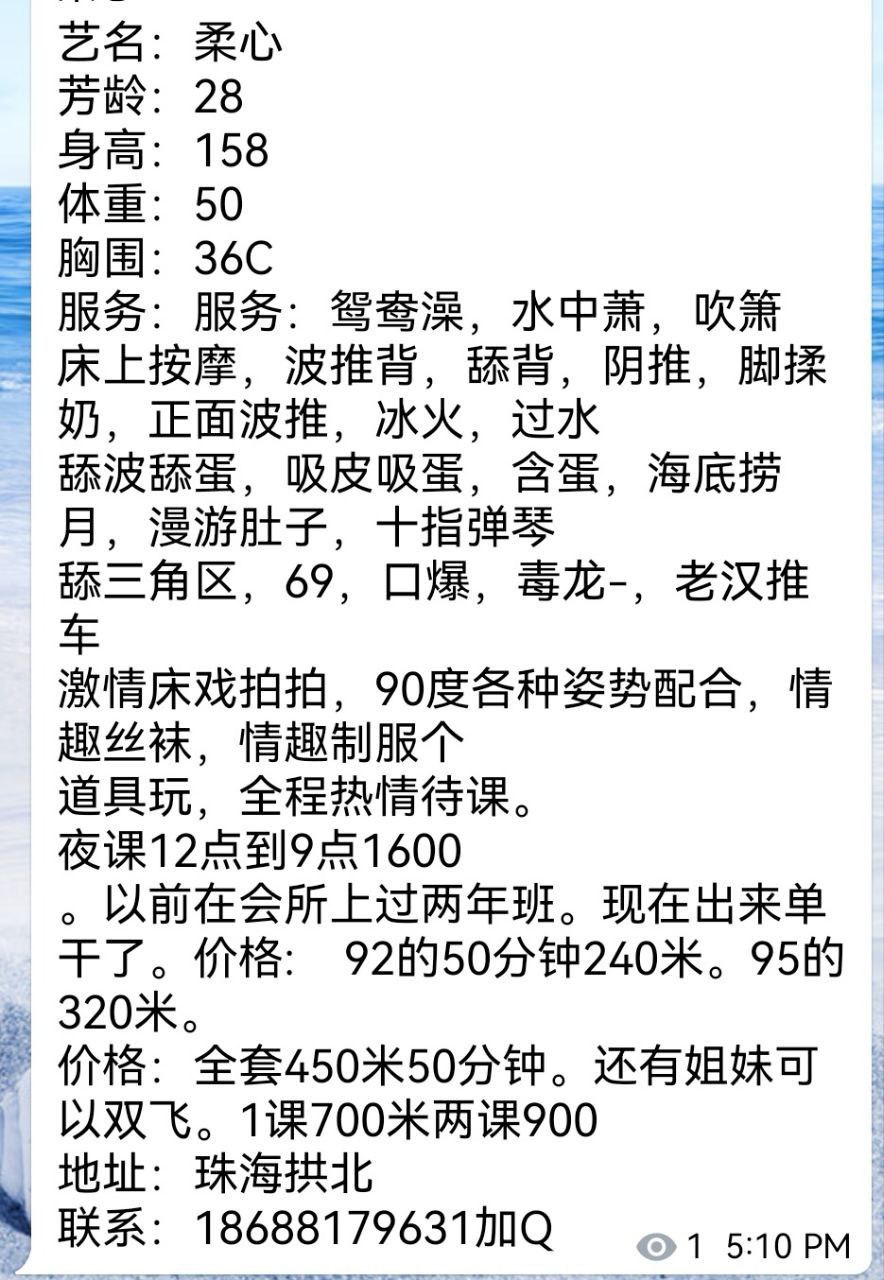 艺名：柔心
芳龄：28
身高：158
体重：50
胸围：36C
服务：服务：鸳鸯澡，水中萧，吹箫
床上按摩，波推背，舔背，阴推，脚揉
奶，正面波推，冰火，过水
舔波舔蛋，吸皮吸蛋，含蛋，海底捞
月，漫游肚子，十指弹琴
舔三角区，69，口爆，毒龙-，老汉推
车
激情床戏拍拍，90度各种姿势配合，情
趣丝袜，情趣制服个
道具玩，全程热情待课。
夜课12点到9点1600
。以前在会所上过两年班。现在出来单
干了。价格:   92的50分钟240米。95的
320米。
价格：全套450米50分钟。还有姐妹可
以双飞。1课700米两课900
地址：珠海拱北
联系：18688179631加Q
1 5:10 PM